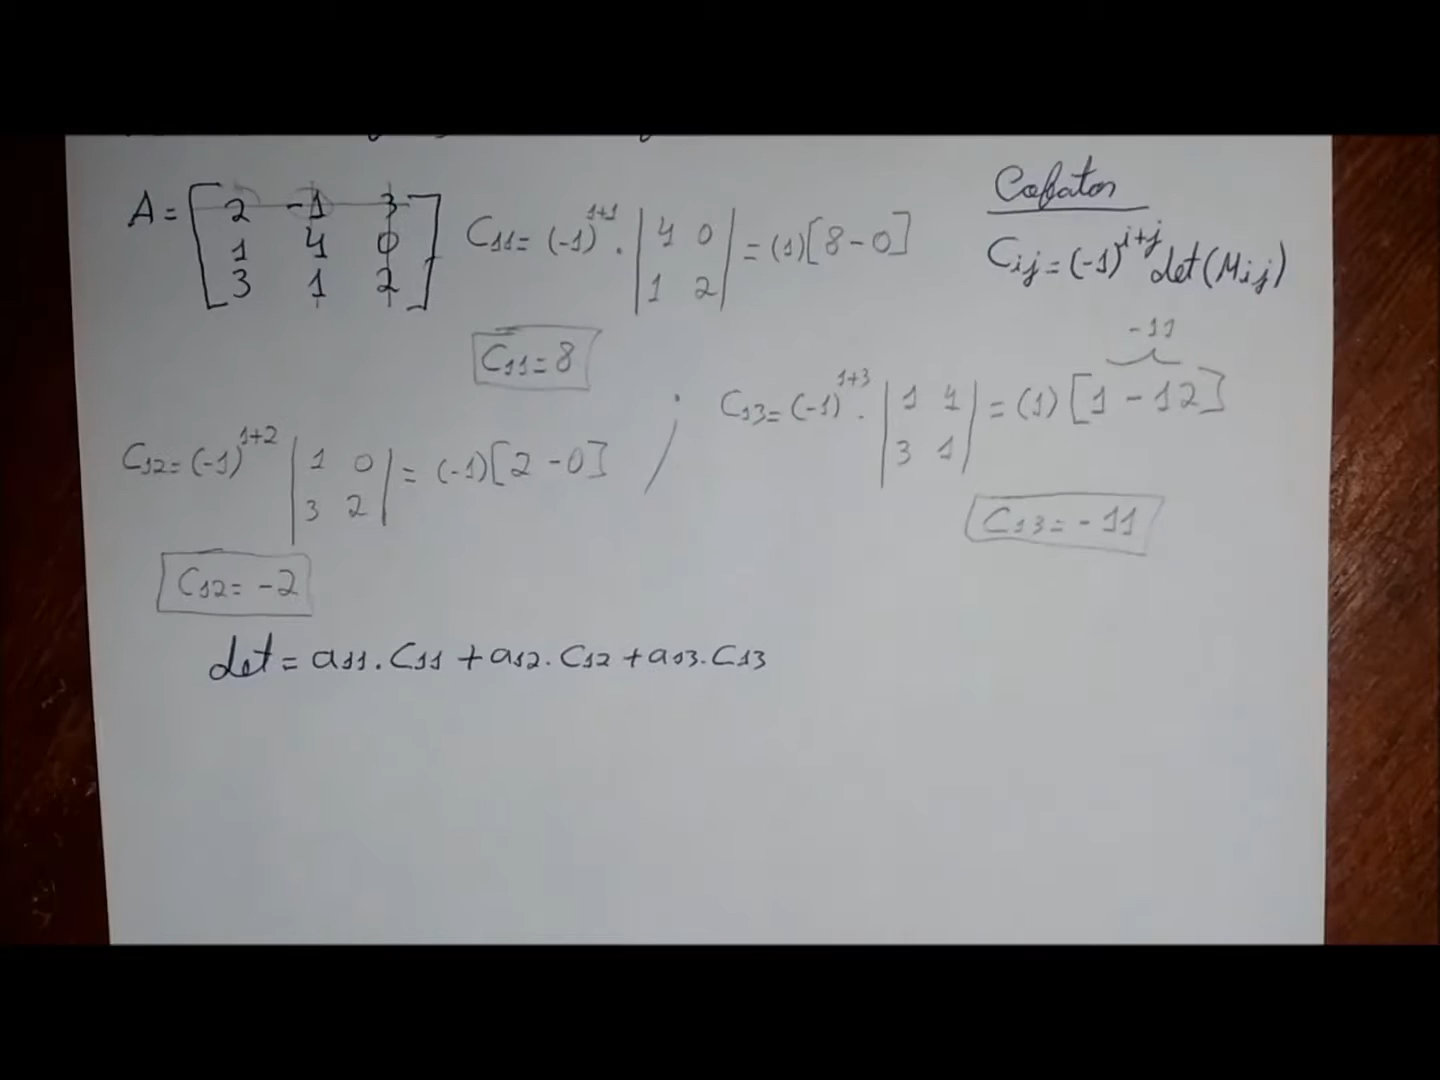 A = [2 -1 3
1 4 0
3 1 2]
C11 = (-1)^1+1 . |4 0
1 2| = (1)[8 - 0]
C11 = 8
Cofator
Cij = (-1)^i+j det(Mij)
C12 = (-1)^1+2 |1 0
3 2| = (-1)[2 - 0]
C12 = -2
-11
C13 = (-1)^1+3 . |1 4
3 1| = (1)[1 - 12]
C13 = -11
det = a11.C11 + a12.C12 + a13.C13